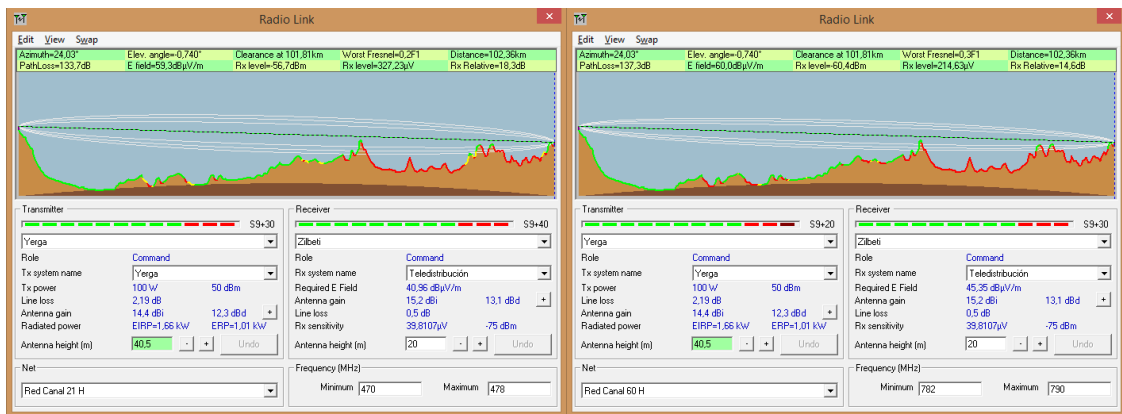 Radio Link
Edit View Swap
Azimuth=24,03° Elev. angle=-0,740° Clearance at 101,81km Worst Fresnel=0,2F1 Distance=102,36km
PathLoss=133,7dB E field=59,3dBµV/m Rx level=-56,7dBm Rx level=327,23µV Rx Relative=18,3dB
Transmitter
S9+30
Yerga
Role Command
Tx system name Yerga
Tx power 100 W 50 dBm
Line loss 2,19 dB
Antenna gain 14,4 dBi 12,3 dBd +
Radiated power EIRP=1,66 kW ERP=1,01 kW
Antenna height (m) 40,5 - + Undo
Receiver
S9+40
Zilbeti
Role Command
Rx system name Teledistribución
Required E Field 40,96 dBµV/m
Antenna gain 15,2 dBi 13,1 dBd +
Line loss 0,5 dB
Rx sensitivity 39,8107µV -75 dBm
Antenna height (m) 20 - + Undo
Net
Red Canal 21 H
Frequency (MHz)
Minimum 470 Maximum 478
Radio Link
Edit View Swap
Azimuth=24,03° Elev. angle=-0,740° Clearance at 101,81km Worst Fresnel=0,3F1 Distance=102,36km
PathLoss=137,3dB E field=60,0dBµV/m Rx level=-60,4dBm Rx level=214,63µV Rx Relative=14,6dB
Transmitter
S9+20
Yerga
Role Command
Tx system name Yerga
Tx power 100 W 50 dBm
Line loss 2,19 dB
Antenna gain 14,4 dBi 12,3 dBd +
Radiated power EIRP=1,66 kW ERP=1,01 kW
Antenna height (m) 40,5 - + Undo
Receiver
S9+30
Zilbeti
Role Command
Rx system name Teledistribución
Required E Field 45,35 dBµV/m
Antenna gain 15,2 dBi 13,1 dBd +
Line loss 0,5 dB
Rx sensitivity 39,8107µV -75 dBm
Antenna height (m) 20 - + Undo
Net
Red Canal 60 H
Frequency (MHz)
Minimum 782 Maximum 790